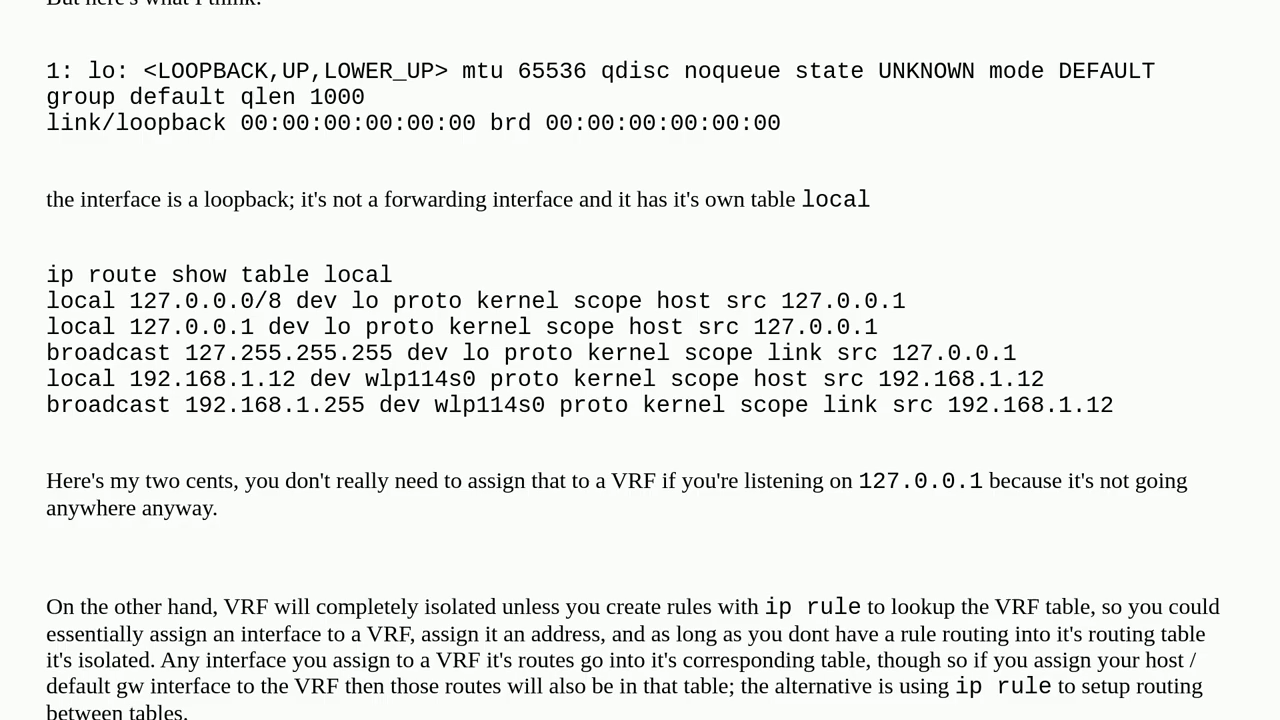 But here's what I think:
1: lo: <LOOPBACK,UP,LOWER_UP> mtu 65536 qdisc noqueue state UNKNOWN mode DEFAULT
group default qlen 1000
link/loopback 00:00:00:00:00:00 brd 00:00:00:00:00:00
the interface is a loopback; it's not a forwarding interface and it has it's own table local
ip route show table local
local 127.0.0.0/8 dev lo proto kernel scope host src 127.0.0.1
local 127.0.0.1 dev lo proto kernel scope host src 127.0.0.1
broadcast 127.255.255.255 dev lo proto kernel scope link src 127.0.0.1
local 192.168.1.12 dev wlp114s0 proto kernel scope host src 192.168.1.12
broadcast 192.168.1.255 dev wlp114s0 proto kernel scope link src 192.168.1.12
Here's my two cents, you don't really need to assign that to a VRF if you're listening on 127.0.0.1 because it's not going
anywhere anyway.
On the other hand, VRF will completely isolated unless you create rules with ip rule to lookup the VRF table, so you could
essentially assign an interface to a VRF, assign it an address, and as long as you dont have a rule routing into it's routing table
it's isolated. Any interface you assign to a VRF it's routes go into it's corresponding table, though so if you assign your host /
default gw interface to the VRF then those routes will also be in that table; the alternative is using ip rule to setup routing
between tables.